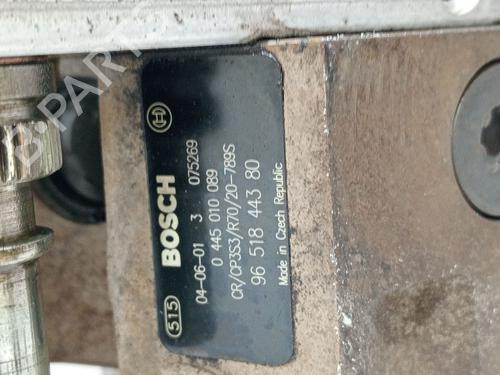 515 BOSCH
04-06-01 3 075269
0 445 010 089
CR/CP3S3/R70/20-789S
96 518 443 80
Made in Czech Republic
B-PARTS